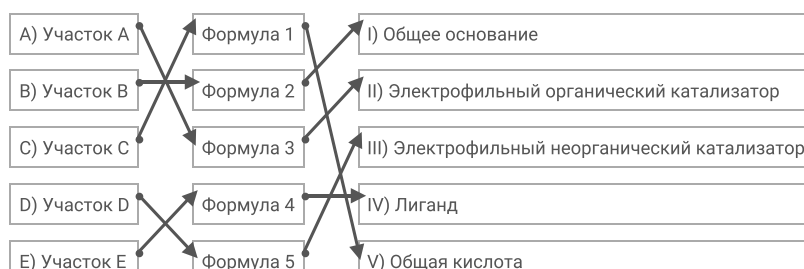 A) Участок A
Формула 1
I) Общее основание
B) Участок B
Формула 2
II) Электрофильный органический катализатор
C) Участок C
Формула 3
III) Электрофильный неорганический катализатор
D) Участок D
Формула 4
IV) Лиганд
E) Участок E
Формула 5
V) Общая кислота